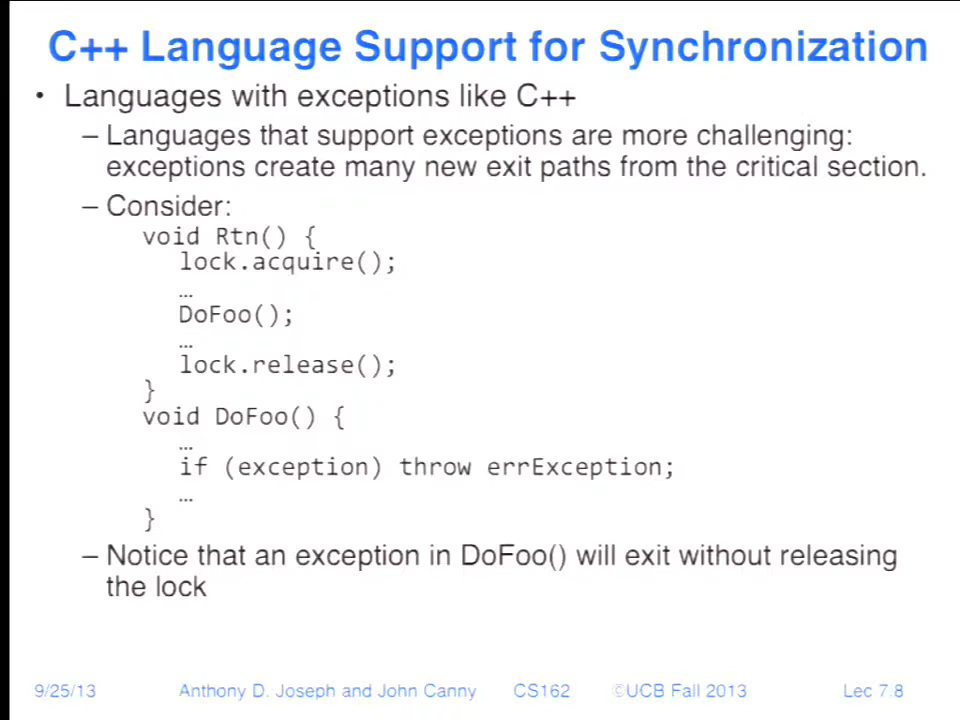 C++ Language Support for Synchronization
• Languages with exceptions like C++
– Languages that support exceptions are more challenging:
exceptions create many new exit paths from the critical section.
– Consider:
void Rtn() {
lock.acquire();
…
DoFoo();
…
lock.release();
}
void DoFoo() {
…
if (exception) throw errException;
…
}
– Notice that an exception in DoFoo() will exit without releasing
the lock
9/25/13 Anthony D. Joseph and John Canny CS162 ©UCB Fall 2013 Lec 7.8